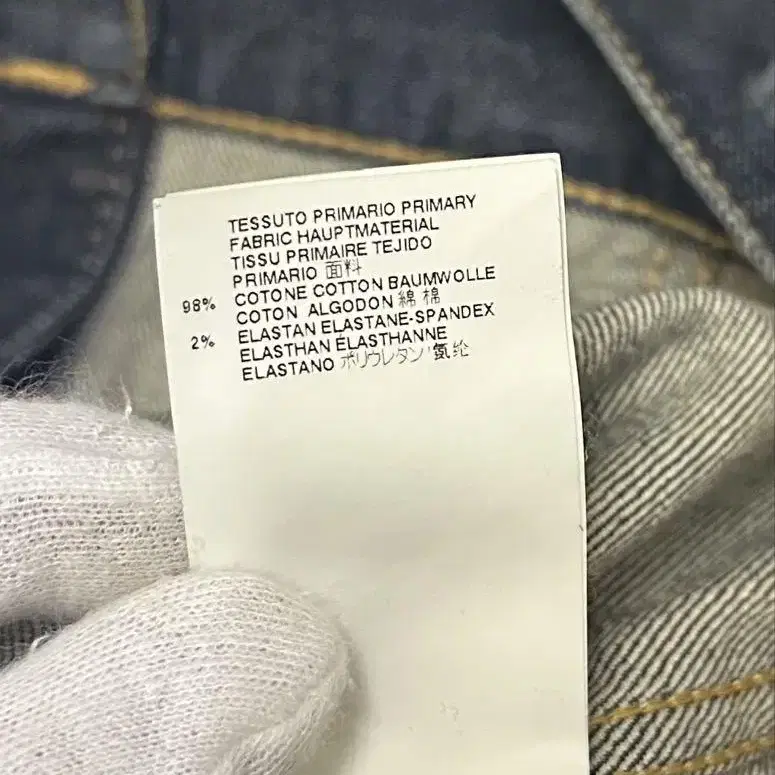 TESSUTO PRIMARIO PRIMARY
FABRIC HAUPTMATERIAL
TISSU PRIMAIRE TEJIDO
PRIMARIO 面料
98% COTONE COTTON BAUMWOLLE
COTON ALGODON 綿 棉
2% ELASTAN ELASTANE-SPANDEX
ELASTHAN ÉLASTHANNE
ELASTANO ポリウレタン 氨纶